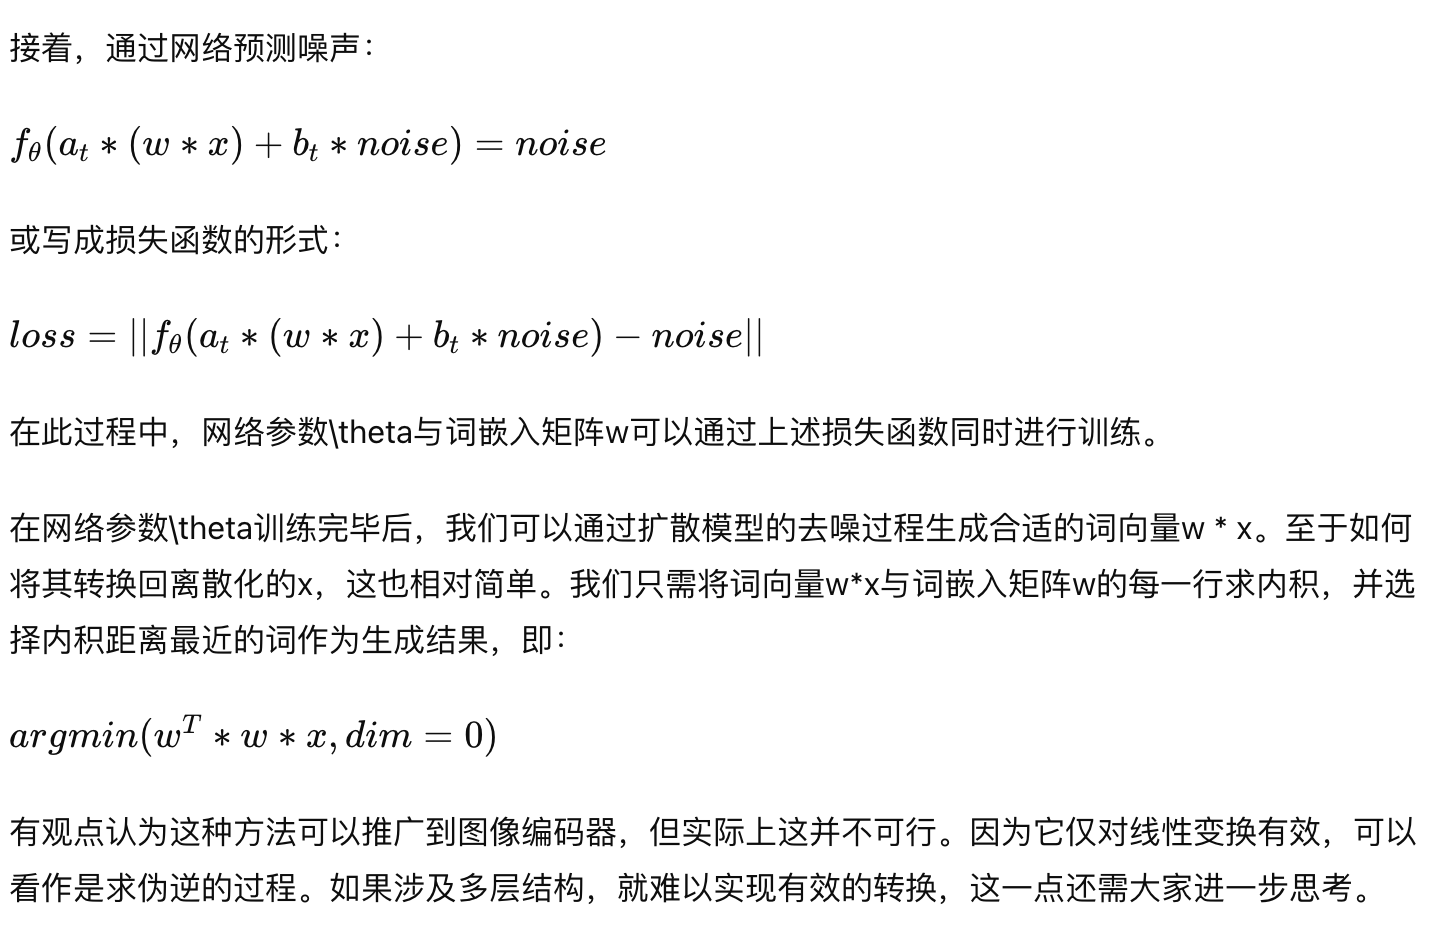 接着，通过网络预测噪声：
f_θ(a_t * (w * x) + b_t * noise) = noise
或写成损失函数的形式：
loss = ||f_θ(a_t * (w * x) + b_t * noise) − noise||
在此过程中，网络参数\theta与词嵌入矩阵w可以通过上述损失函数同时进行训练。
在网络参数\theta训练完毕后，我们可以通过扩散模型的去噪过程生成合适的词向量w * x。至于如何
将其转换回离散化的x，这也相对简单。我们只需将词向量w*x与词嵌入矩阵w的每一行求内积，并选
择内积距离最近的词作为生成结果，即：
argmin(w^T * w * x, dim = 0)
有观点认为这种方法可以推广到图像编码器，但实际上这并不可行。因为它仅对线性变换有效，可以
看作是求伪逆的过程。如果涉及多层结构，就难以实现有效的转换，这一点还需大家进一步思考。